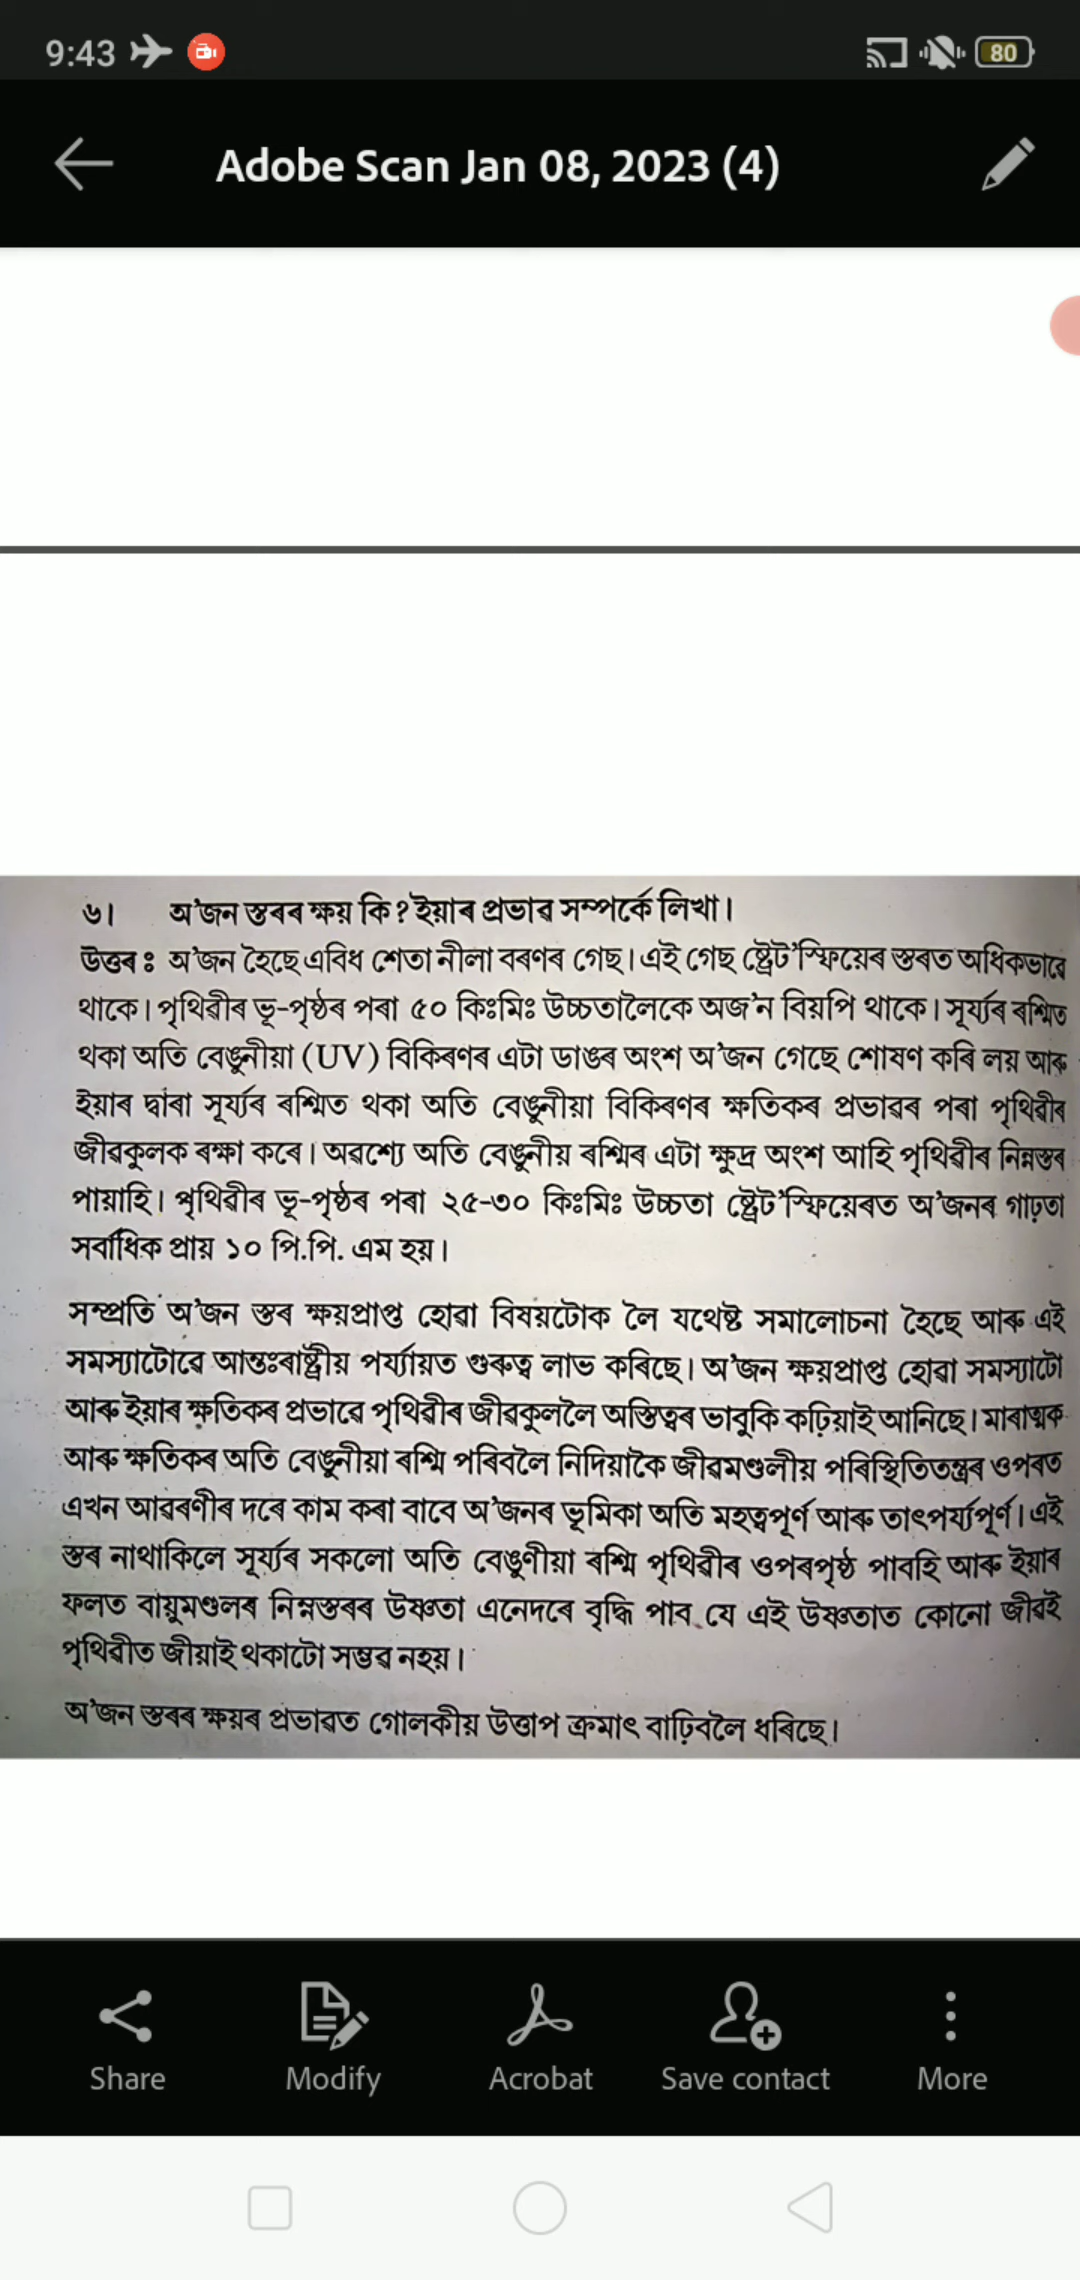 9:43
80
Adobe Scan Jan 08, 2023 (4)
৬। অ'জন স্তৰৰ ক্ষয় কি? ইয়াৰ প্ৰভাৱ সম্পৰ্কে লিখা।
উত্তৰঃ অ'জন হৈছে এবিধ শেতা নীলা বৰণৰ গেছ। এই গেছ ষ্ট্ৰেট'স্ফিয়েৰ স্তৰত অধিকভাৱে
থাকে। পৃথিৱীৰ ভূ-পৃষ্ঠৰ পৰা ৫০ কিঃমিঃ উচ্চতালৈকে অজ'ন বিয়পি থাকে। সূৰ্য্যৰ ৰশ্মিত
থকা অতি বেঙুনীয়া (UV) বিকিৰণৰ এটা ডাঙৰ অংশ অ'জন গেছে শোষণ কৰি লয় আৰু
ইয়াৰ দ্বাৰা সূৰ্য্যৰ ৰশ্মিত থকা অতি বেঙুনীয়া বিকিৰণৰ ক্ষতিকৰ প্ৰভাৱৰ পৰা পৃথিৱীৰ
জীৱকুলক ৰক্ষা কৰে। অৱশ্যে অতি বেঙুনীয় ৰশ্মিৰ এটা ক্ষুদ্ৰ অংশ আহি পৃথিৱীৰ নিম্নস্তৰ
পায়াহি। পৃথিৱীৰ ভূ-পৃষ্ঠৰ পৰা ২৫-৩০ কিঃমিঃ উচ্চতা ষ্ট্ৰেট'স্ফিয়েৰত অ'জনৰ গাঢ়তা
সৰ্বাধিক প্ৰায় ১০ পি.পি. এম হয়।
সম্প্ৰতি অ'জন স্তৰ ক্ষয়প্ৰাপ্ত হোৱা বিষয়টোক লৈ যথেষ্ট সমালোচনা হৈছে আৰু এই
সমস্যাটোৱে আন্তঃৰাষ্ট্ৰীয় পৰ্য্যায়ত গুৰুত্ব লাভ কৰিছে। অ'জন ক্ষয়প্ৰাপ্ত হোৱা সমস্যাটো
আৰু ইয়াৰ ক্ষতিকৰ প্ৰভাৱে পৃথিৱীৰ জীৱকুললৈ অস্তিত্বৰ ভাবুকি কঢ়িয়াই আনিছে। মাৰাত্মক
আৰু ক্ষতিকৰ অতি বেঙুনীয়া ৰশ্মি পৰিবলৈ নিদিয়াকৈ জীৱমণ্ডলীয় পৰিস্থিতিতন্ত্ৰৰ ওপৰত
এখন আৱৰণীৰ দৰে কাম কৰা বাবে অ'জনৰ ভূমিকা অতি মহত্বপূৰ্ণ আৰু তাৎপৰ্য্যপূৰ্ণ। এই
স্তৰ নাথাকিলে সূৰ্য্যৰ সকলো অতি বেঙুণীয়া ৰশ্মি পৃথিৱীৰ ওপৰপৃষ্ঠ পাবহি আৰু ইয়াৰ
ফলত বায়ুমণ্ডলৰ নিম্নস্তৰৰ উষ্ণতা এনেদৰে বৃদ্ধি পাব যে এই উষ্ণতাত কোনো জীৱই
পৃথিৱীত জীয়াই থকাটো সম্ভৱ নহয়।
অ'জন স্তৰৰ ক্ষয়ৰ প্ৰভাৱত গোলকীয় উত্তাপ ক্ৰমাৎ বাঢ়িবলৈ ধৰিছে।
Share Modify Acrobat Save contact More